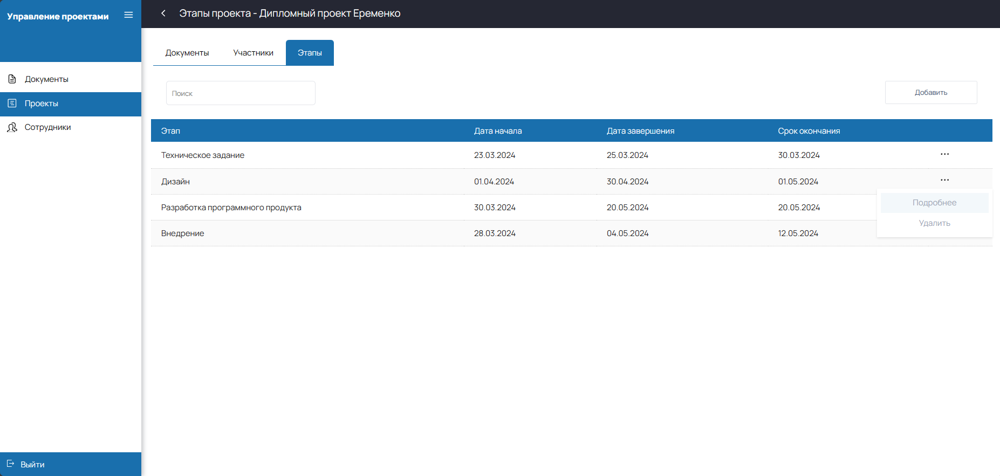 Управление проектами
Этапы проекта - Дипломный проект Еременко
Документы
Проекты
Сотрудники
Выйти
Документы Участники Этапы
Поиск
Добавить
Этап Дата начала Дата завершения Срок окончания
Техническое задание 23.03.2024 25.03.2024 30.03.2024
Дизайн 01.04.2024 30.04.2024 01.05.2024
Разработка программного продукта 30.03.2024 20.05.2024 20.05.2024
Внедрение 28.03.2024 04.05.2024 12.05.2024
Подробнее
Удалить